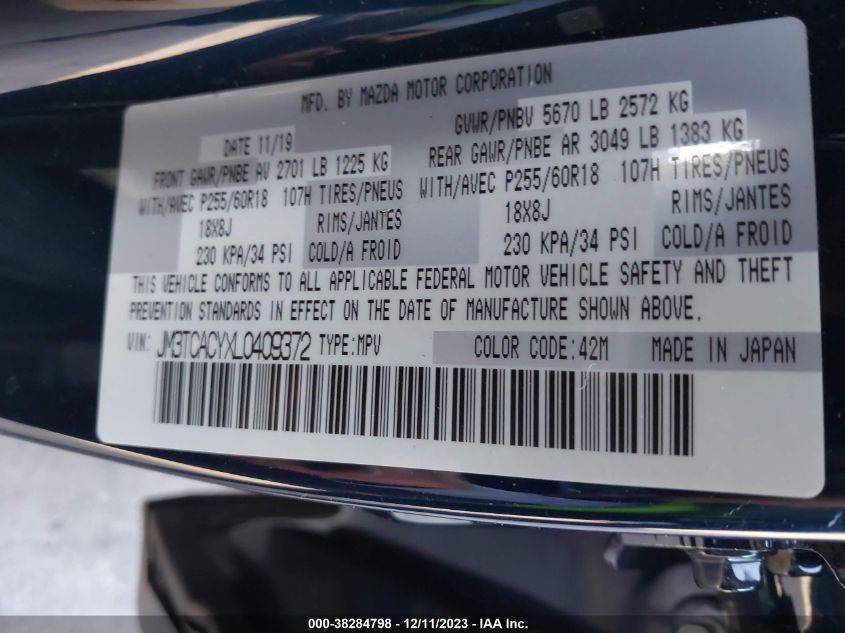 MFD. BY MAZDA MOTOR CORPORATION
DATE 11/19
GVWR/PNBV 5670 LB 2572 KG
FRONT GAWR/PNBE AV 2701 LB 1225 KG
REAR GAWR/PNBE AR 3049 LB 1383 KG
WITH/AVEC P255/60R18 107H TIRES/PNEUS
WITH/AVEC P255/60R18 107H TIRES/PNEUS
18X8J RIMS/JANTES
18X8J RIMS/JANTES
230 KPA/34 PSI COLD/A FROID
230 KPA/34 PSI COLD/A FROID
THIS VEHICLE CONFORMS TO ALL APPLICABLE FEDERAL MOTOR VEHICLE SAFETY AND THEFT
PREVENTION STANDARDS IN EFFECT ON THE DATE OF MANUFACTURE SHOWN ABOVE.
VIN: JM3TCACYXL0409372 TYPE:MPV COLOR CODE:42M MADE IN JAPAN
000-38284798 - 12/11/2023 - IAA Inc.